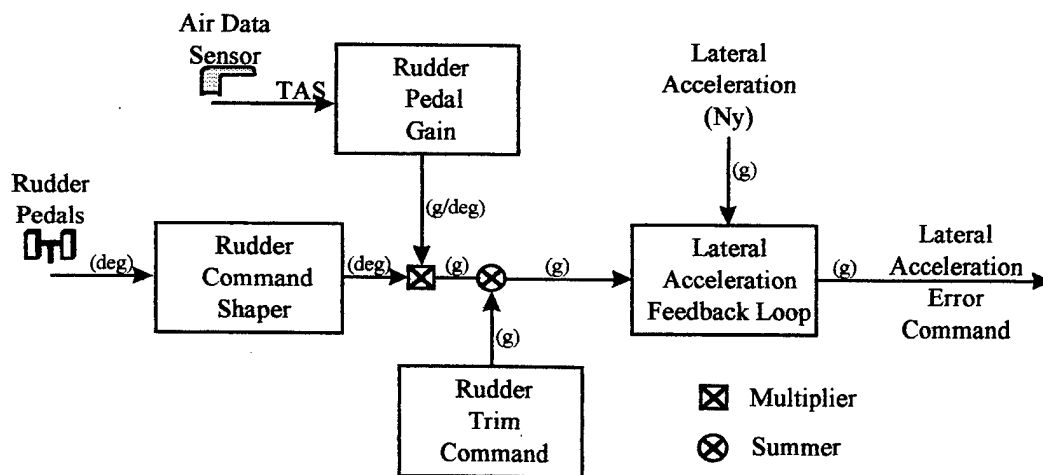 Air Data
Sensor
TAS
Rudder
Pedal
Gain
Lateral
Acceleration
(Ny)
(g)
(g/deg)
Rudder
Pedals
(deg)
Rudder
Command
Shaper
(deg)
(g)
(g)
Lateral
Acceleration
Feedback Loop
(g)
Lateral
Acceleration
Error
Command
(g)
Rudder
Trim
Command
Multiplier
Summer